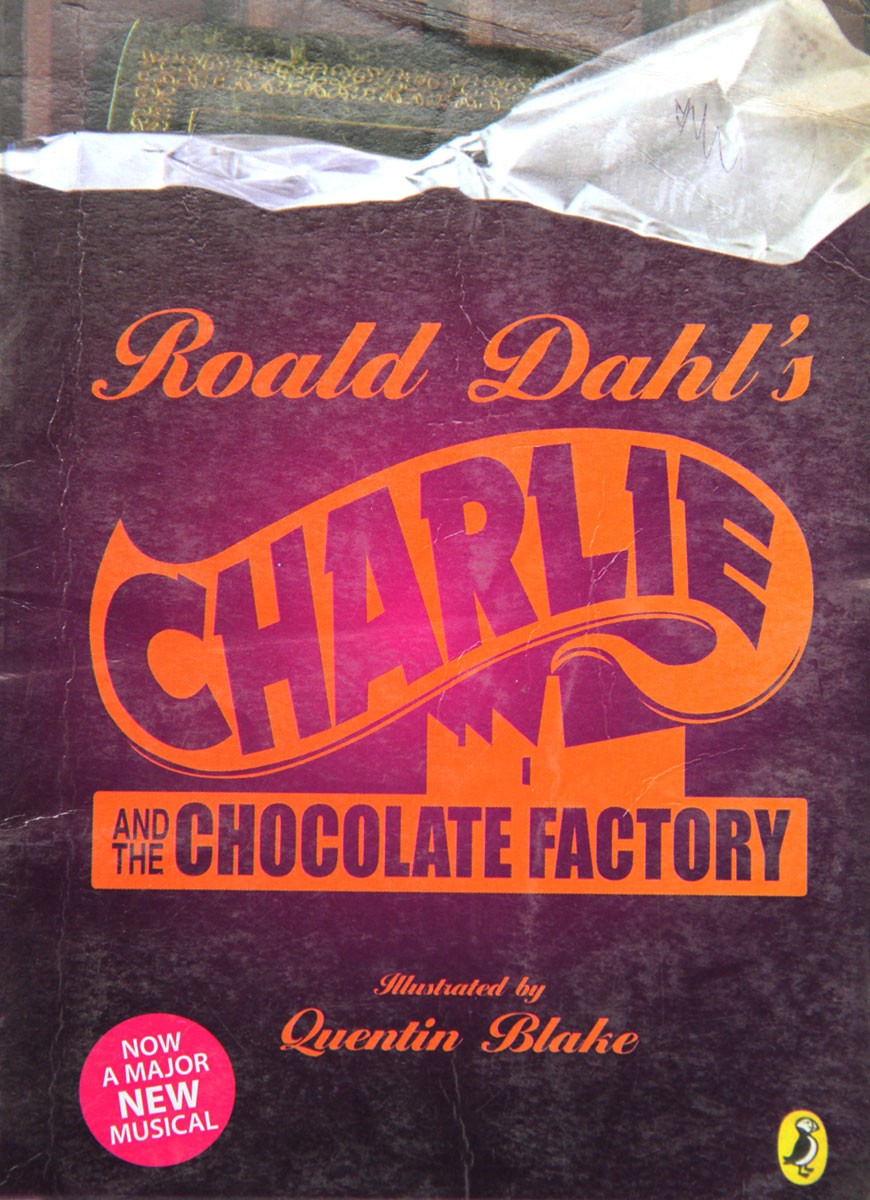 Roald Dahl's
CHARLIE
AND THE CHOCOLATE FACTORY
Illustrated by
Quentin Blake
NOW
A MAJOR
NEW
MUSICAL